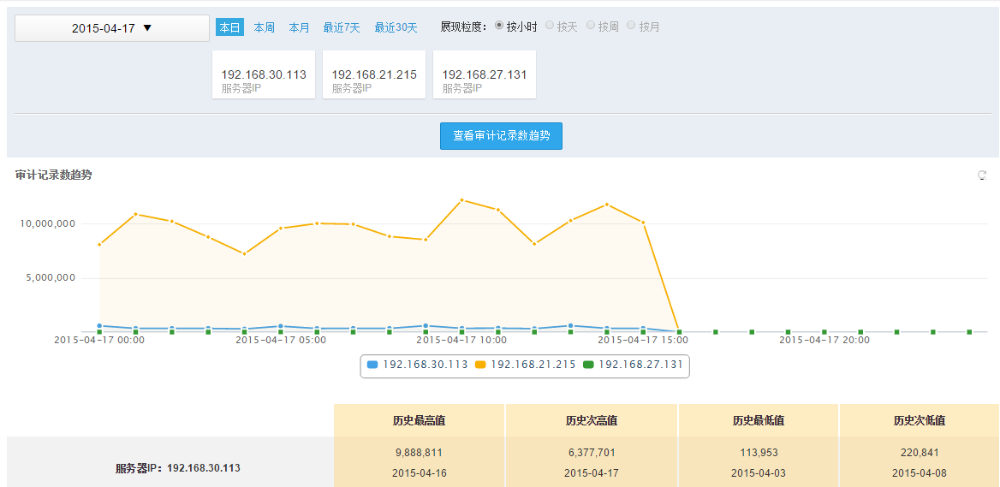 2015-04-17 ▼ 本日 本周 本月 最近7天 最近30天 展现粒度： 按小时 按天 按周 按月
192.168.30.113 192.168.21.215 192.168.27.131
服务器IP 服务器IP 服务器IP
查看审计记录数趋势
审计记录数趋势
10,000,000
5,000,000
2015-04-17 00:00 2015-04-17 05:00 2015-04-17 10:00 2015-04-17 15:00 2015-04-17 20:00
192.168.30.113 192.168.21.215 192.168.27.131
历史最高值 历史次高值 历史最低值 历史次低值
9,888,811 6,377,701 113,953 220,841
服务器IP：192.168.30.113
2015-04-16 2015-04-17 2015-04-03 2015-04-08